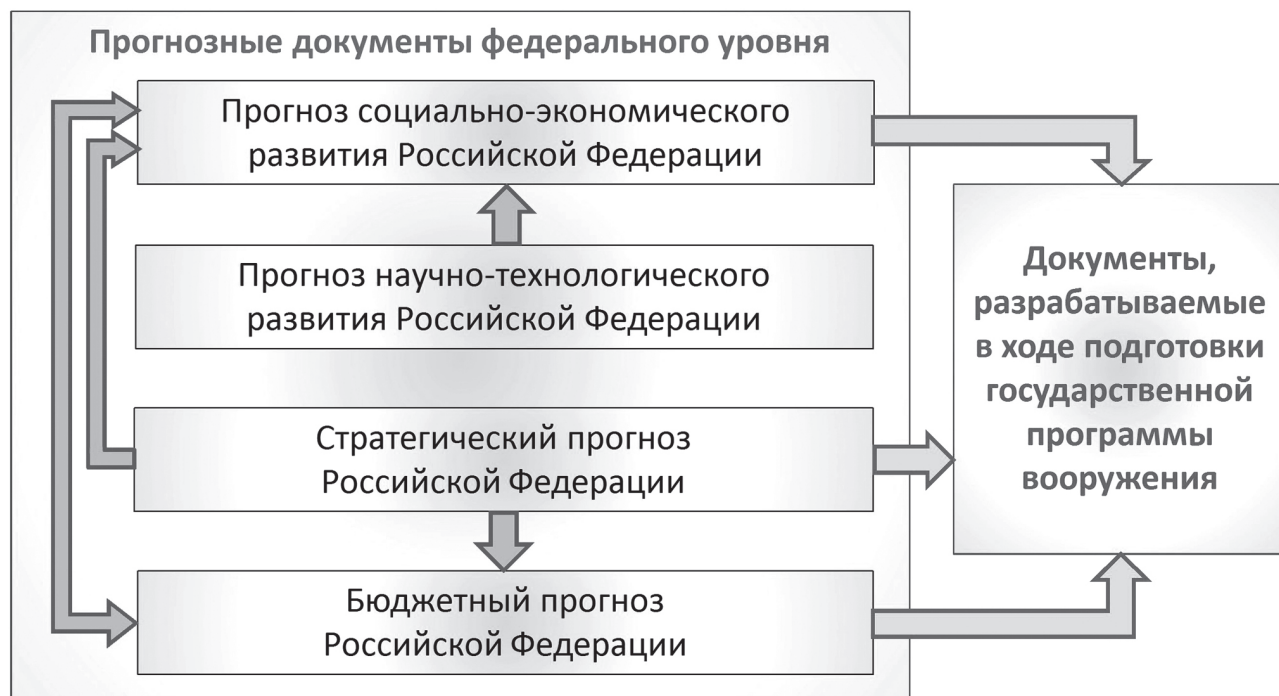 Прогнозные документы федерального уровня
Прогноз социально-экономического
развития Российской Федерации
Прогноз научно-технологического
развития Российской Федерации
Стратегический прогноз
Российской Федерации
Бюджетный прогноз
Российской Федерации
Документы,
разрабатываемые
в ходе подготовки
государственной
программы
вооружения